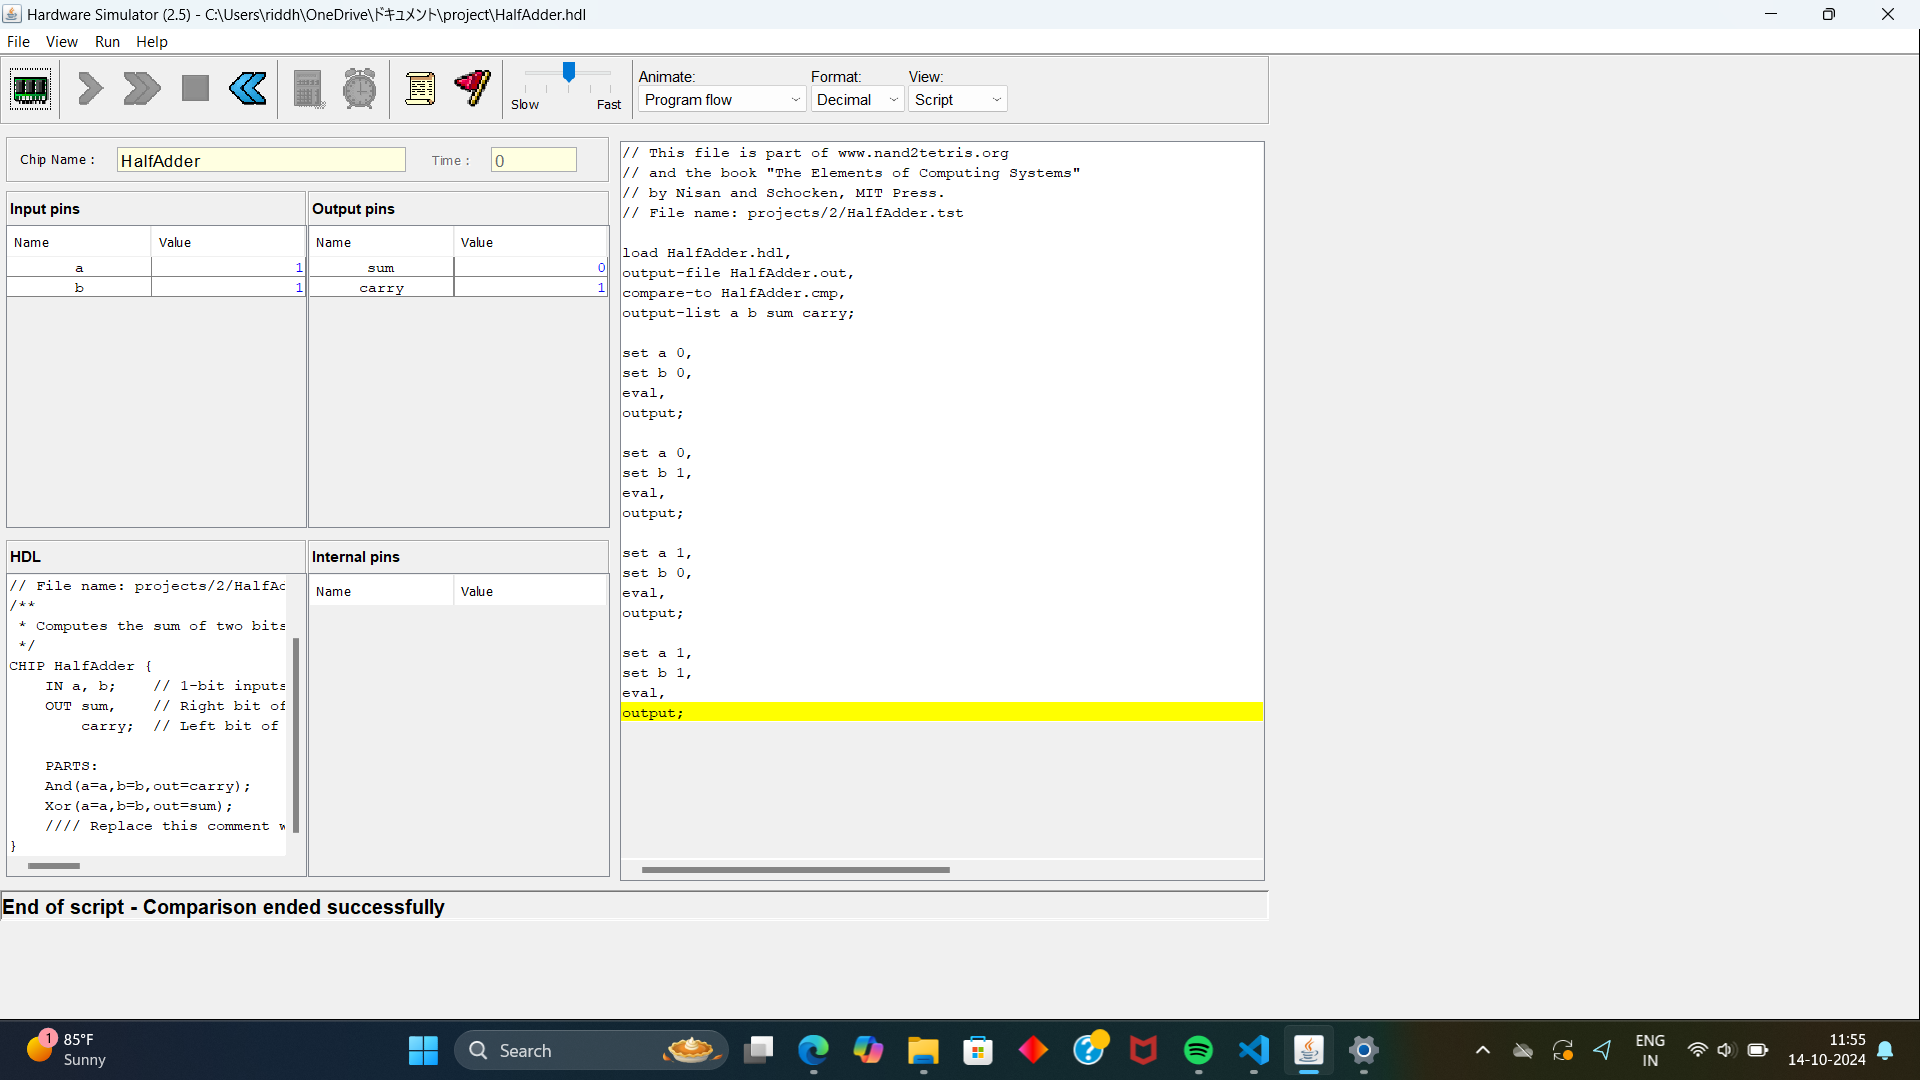 Hardware Simulator (2.5) - C:\Users\riddh\OneDrive\ドキュメント\project\HalfAdder.hdl
File View Run Help
Slow Fast
Animate: Format: View:
Program flow Decimal Script
Chip Name : HalfAdder Time : 0
Input pins
Name Value
a 1
b 1
Output pins
Name Value
sum 0
carry 1
HDL
// File name: projects/2/HalfAd
/**
 * Computes the sum of two bits
 */
CHIP HalfAdder {
    IN a, b;    // 1-bit inputs
    OUT sum,    // Right bit of
        carry;  // Left bit of

    PARTS:
    And(a=a,b=b,out=carry);
    Xor(a=a,b=b,out=sum);
    //// Replace this comment w
}
Internal pins
Name Value
// This file is part of www.nand2tetris.org
// and the book "The Elements of Computing Systems"
// by Nisan and Schocken, MIT Press.
// File name: projects/2/HalfAdder.tst

load HalfAdder.hdl,
output-file HalfAdder.out,
compare-to HalfAdder.cmp,
output-list a b sum carry;

set a 0,
set b 0,
eval,
output;

set a 0,
set b 1,
eval,
output;

set a 1,
set b 0,
eval,
output;

set a 1,
set b 1,
eval,
output;
End of script - Comparison ended successfully
1
85°F
Sunny
Search
ENG
IN
11:55
14-10-2024